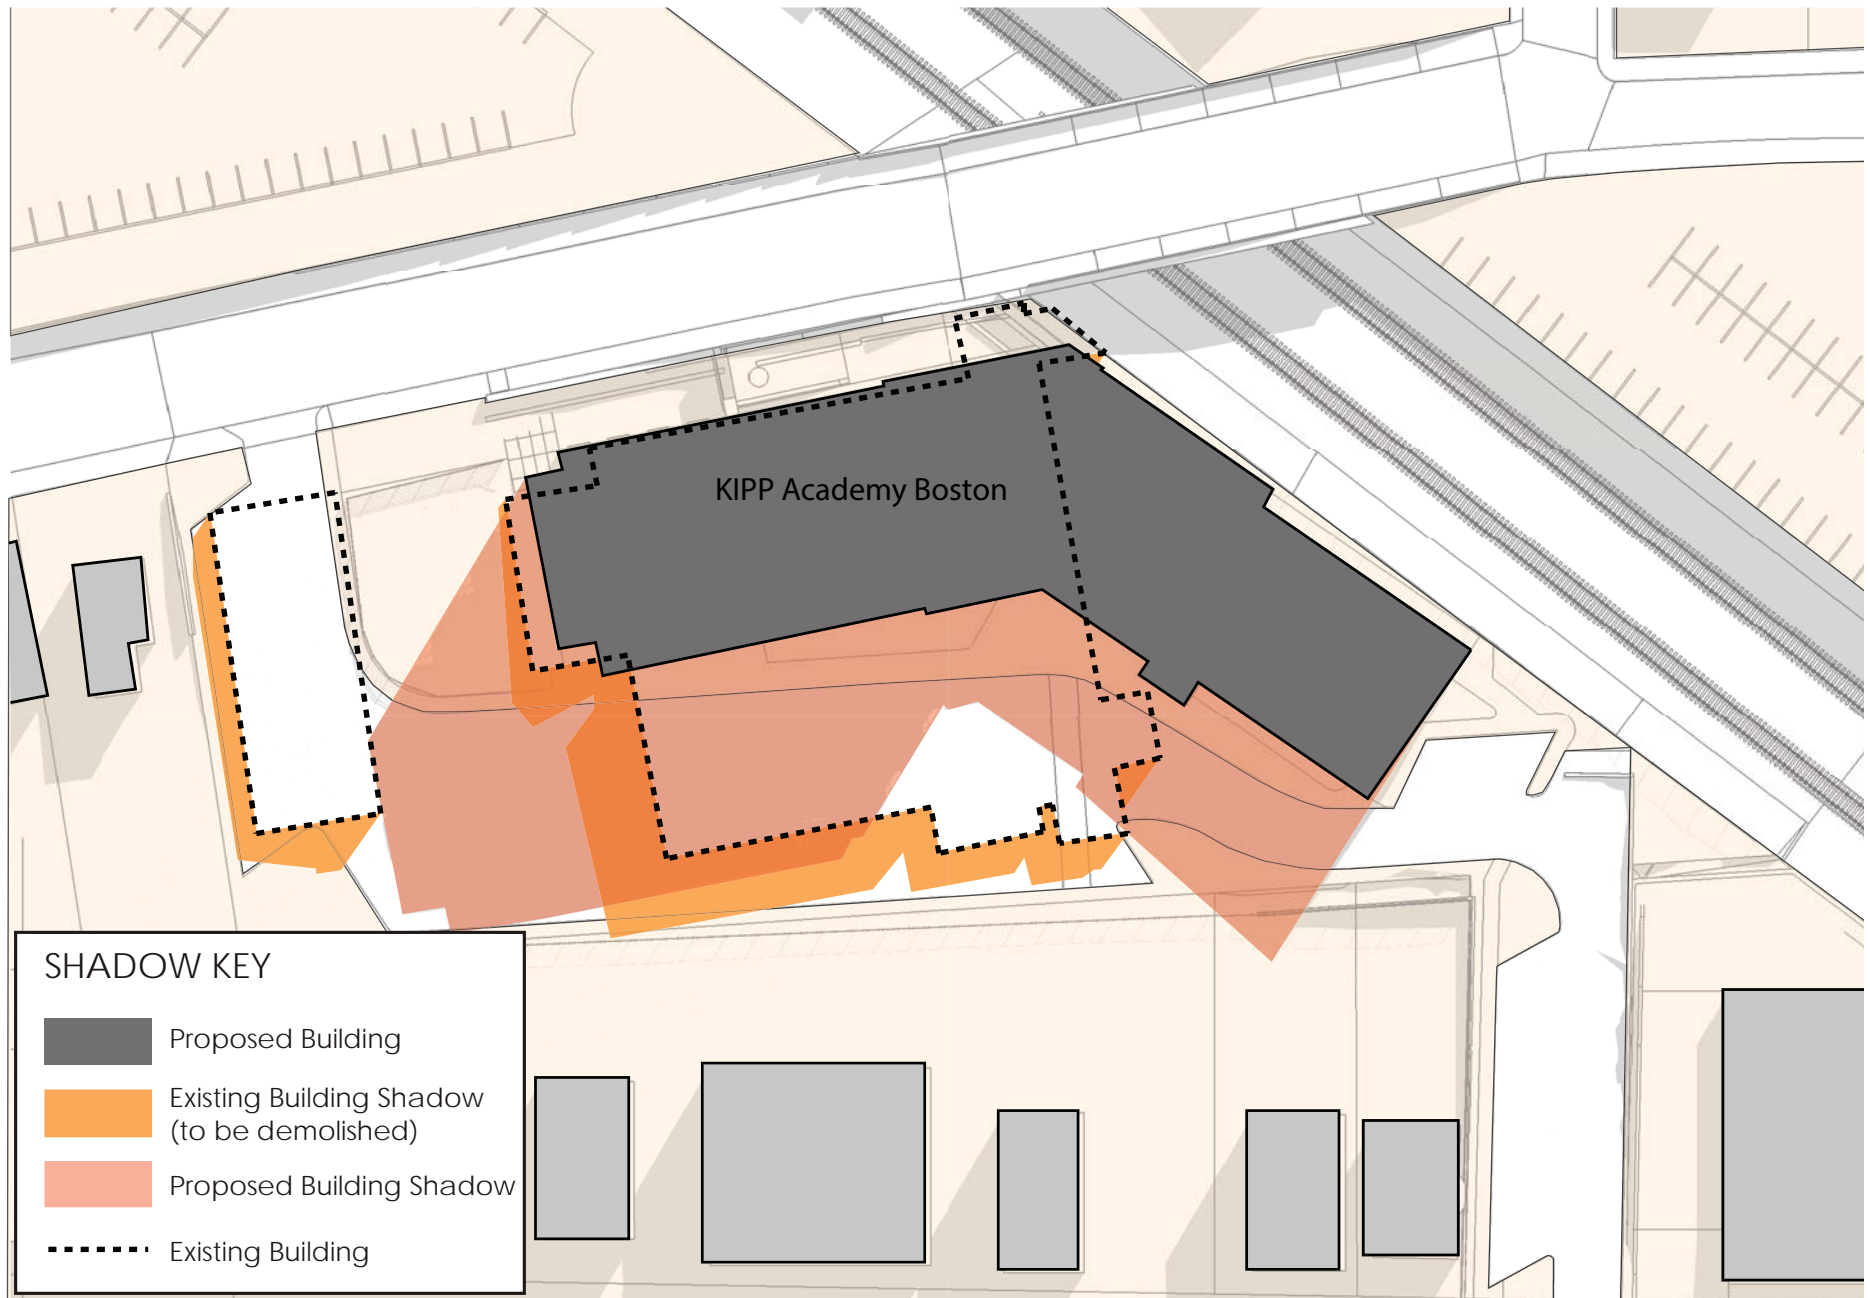 KIPP Academy Boston
SHADOW KEY
Proposed Building
Existing Building Shadow
(to be demolished)
Proposed Building Shadow
Existing Building